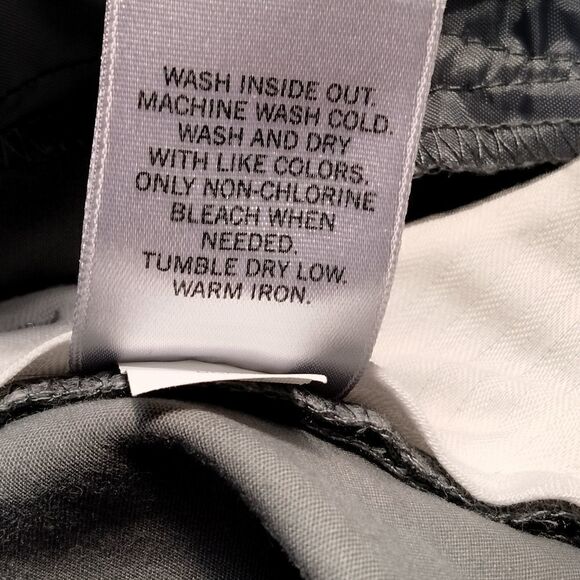 WASH INSIDE OUT.
MACHINE WASH COLD.
WASH AND DRY
WITH LIKE COLORS.
ONLY NON-CHLORINE
BLEACH WHEN
NEEDED.
TUMBLE DRY LOW.
WARM IRON.